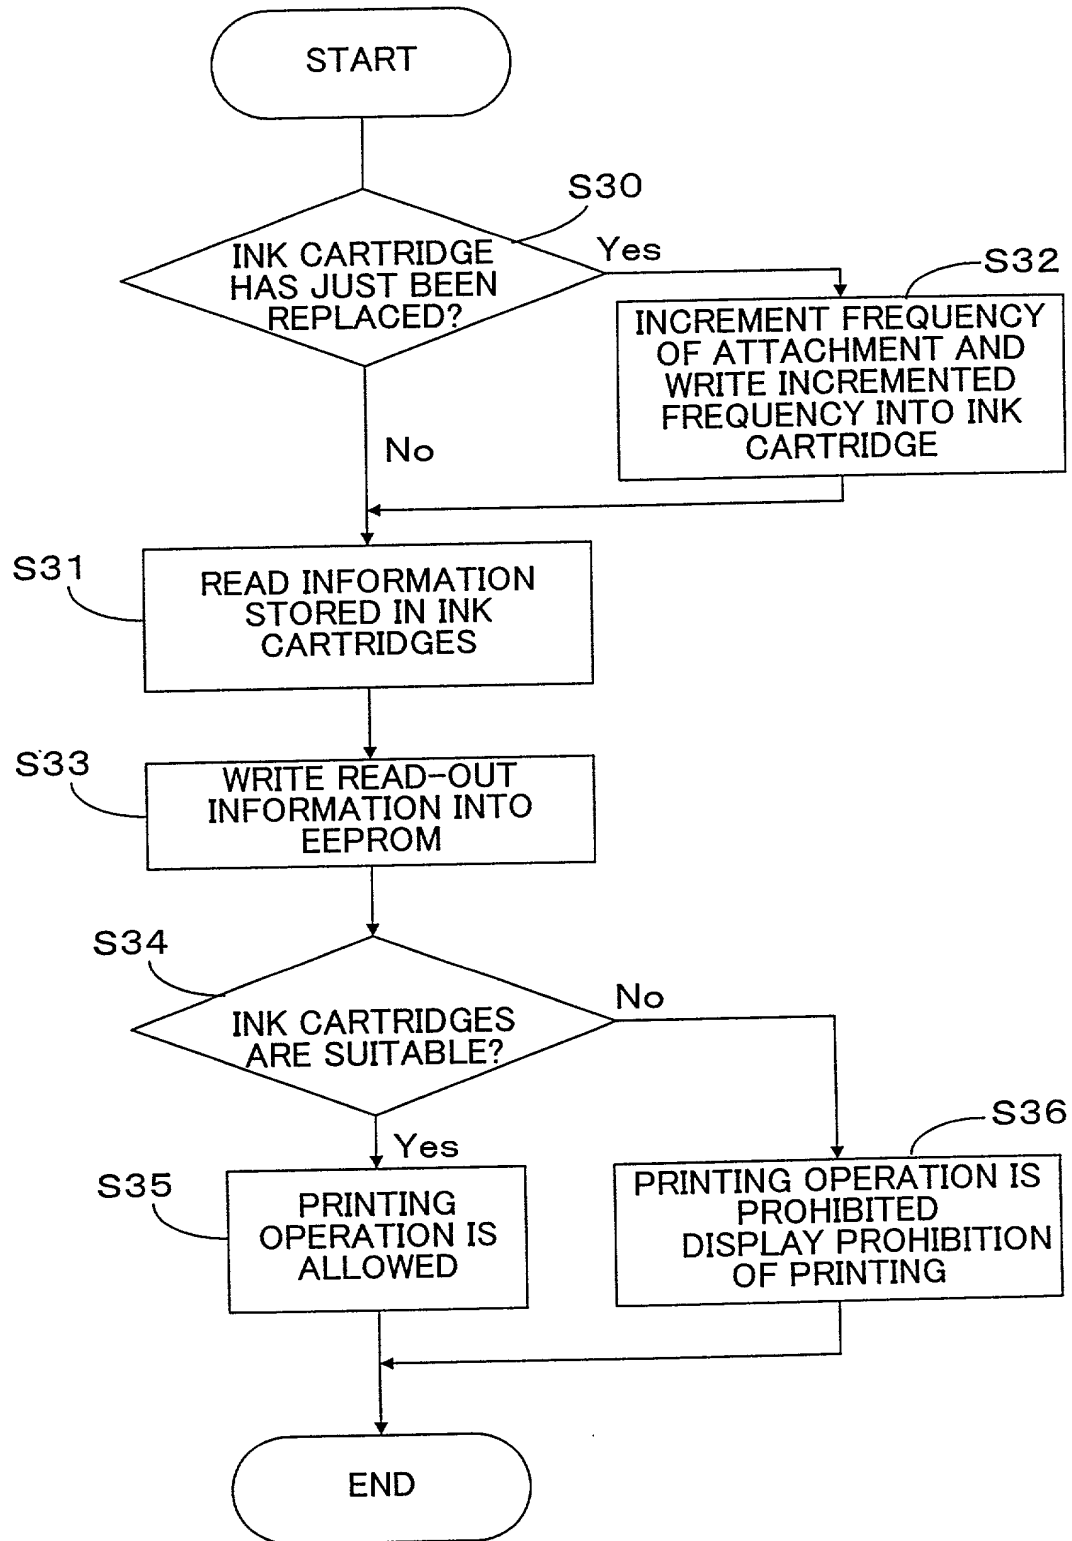 START
S30
INK CARTRIDGE
HAS JUST BEEN
REPLACED?
Yes
S32
INCREMENT FREQUENCY
OF ATTACHMENT AND
WRITE INCREMENTED
FREQUENCY INTO INK
CARTRIDGE
No
S31
READ INFORMATION
STORED IN INK
CARTRIDGES
S33
WRITE READ-OUT
INFORMATION INTO
EEPROM
S34
INK CARTRIDGES
ARE SUITABLE?
No
Yes
S35
PRINTING
OPERATION IS
ALLOWED
S36
PRINTING OPERATION IS
PROHIBITED
DISPLAY PROHIBITION
OF PRINTING
END